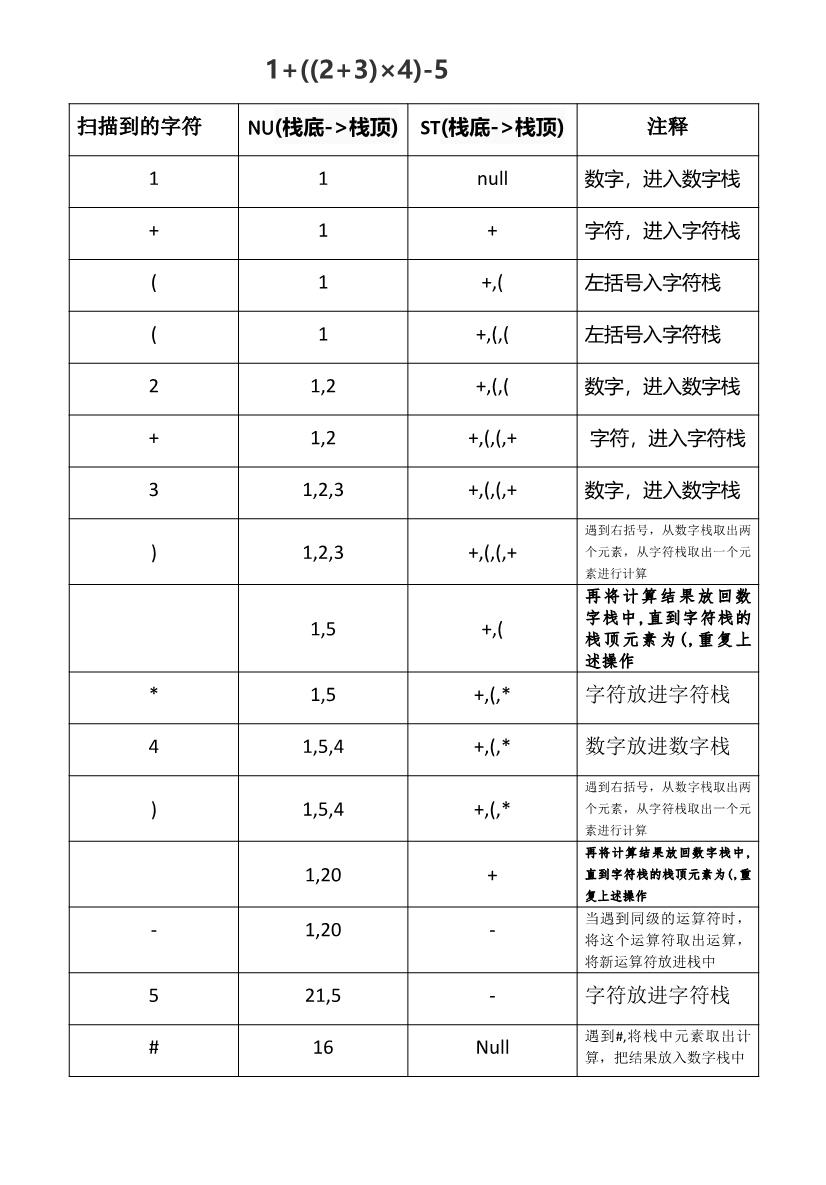 1+((2+3)×4)-5
扫描到的字符 NU(栈底->栈顶) ST(栈底->栈顶) 注释
1 1 null 数字，进入数字栈
+ 1 + 字符，进入字符栈
( 1 +,( 左括号入字符栈
( 1 +,(,( 左括号入字符栈
2 1,2 +,(,( 数字，进入数字栈
+ 1,2 +,(,(,+ 字符，进入字符栈
3 1,2,3 +,(,(,+ 数字，进入数字栈
) 1,2,3 +,(,(,+ 遇到右括号，从数字栈取出两
个元素，从字符栈取出一个元
素进行计算
1,5 +,( 再将计算结果放回数
字栈中,直到字符栈的
栈顶元素为(,重复上
述操作
* 1,5 +,(,* 字符放进字符栈
4 1,5,4 +,(,* 数字放进数字栈
) 1,5,4 +,(,* 遇到右括号，从数字栈取出两
个元素，从字符栈取出一个元
素进行计算
1,20 + 再将计算结果放回数字栈中,
直到字符栈的栈顶元素为(,重
复上述操作
- 1,20 - 当遇到同级的运算符时，
将这个运算符取出运算，
将新运算符放进栈中
5 21,5 - 字符放进字符栈
# 16 Null 遇到#,将栈中元素取出计
算，把结果放入数字栈中